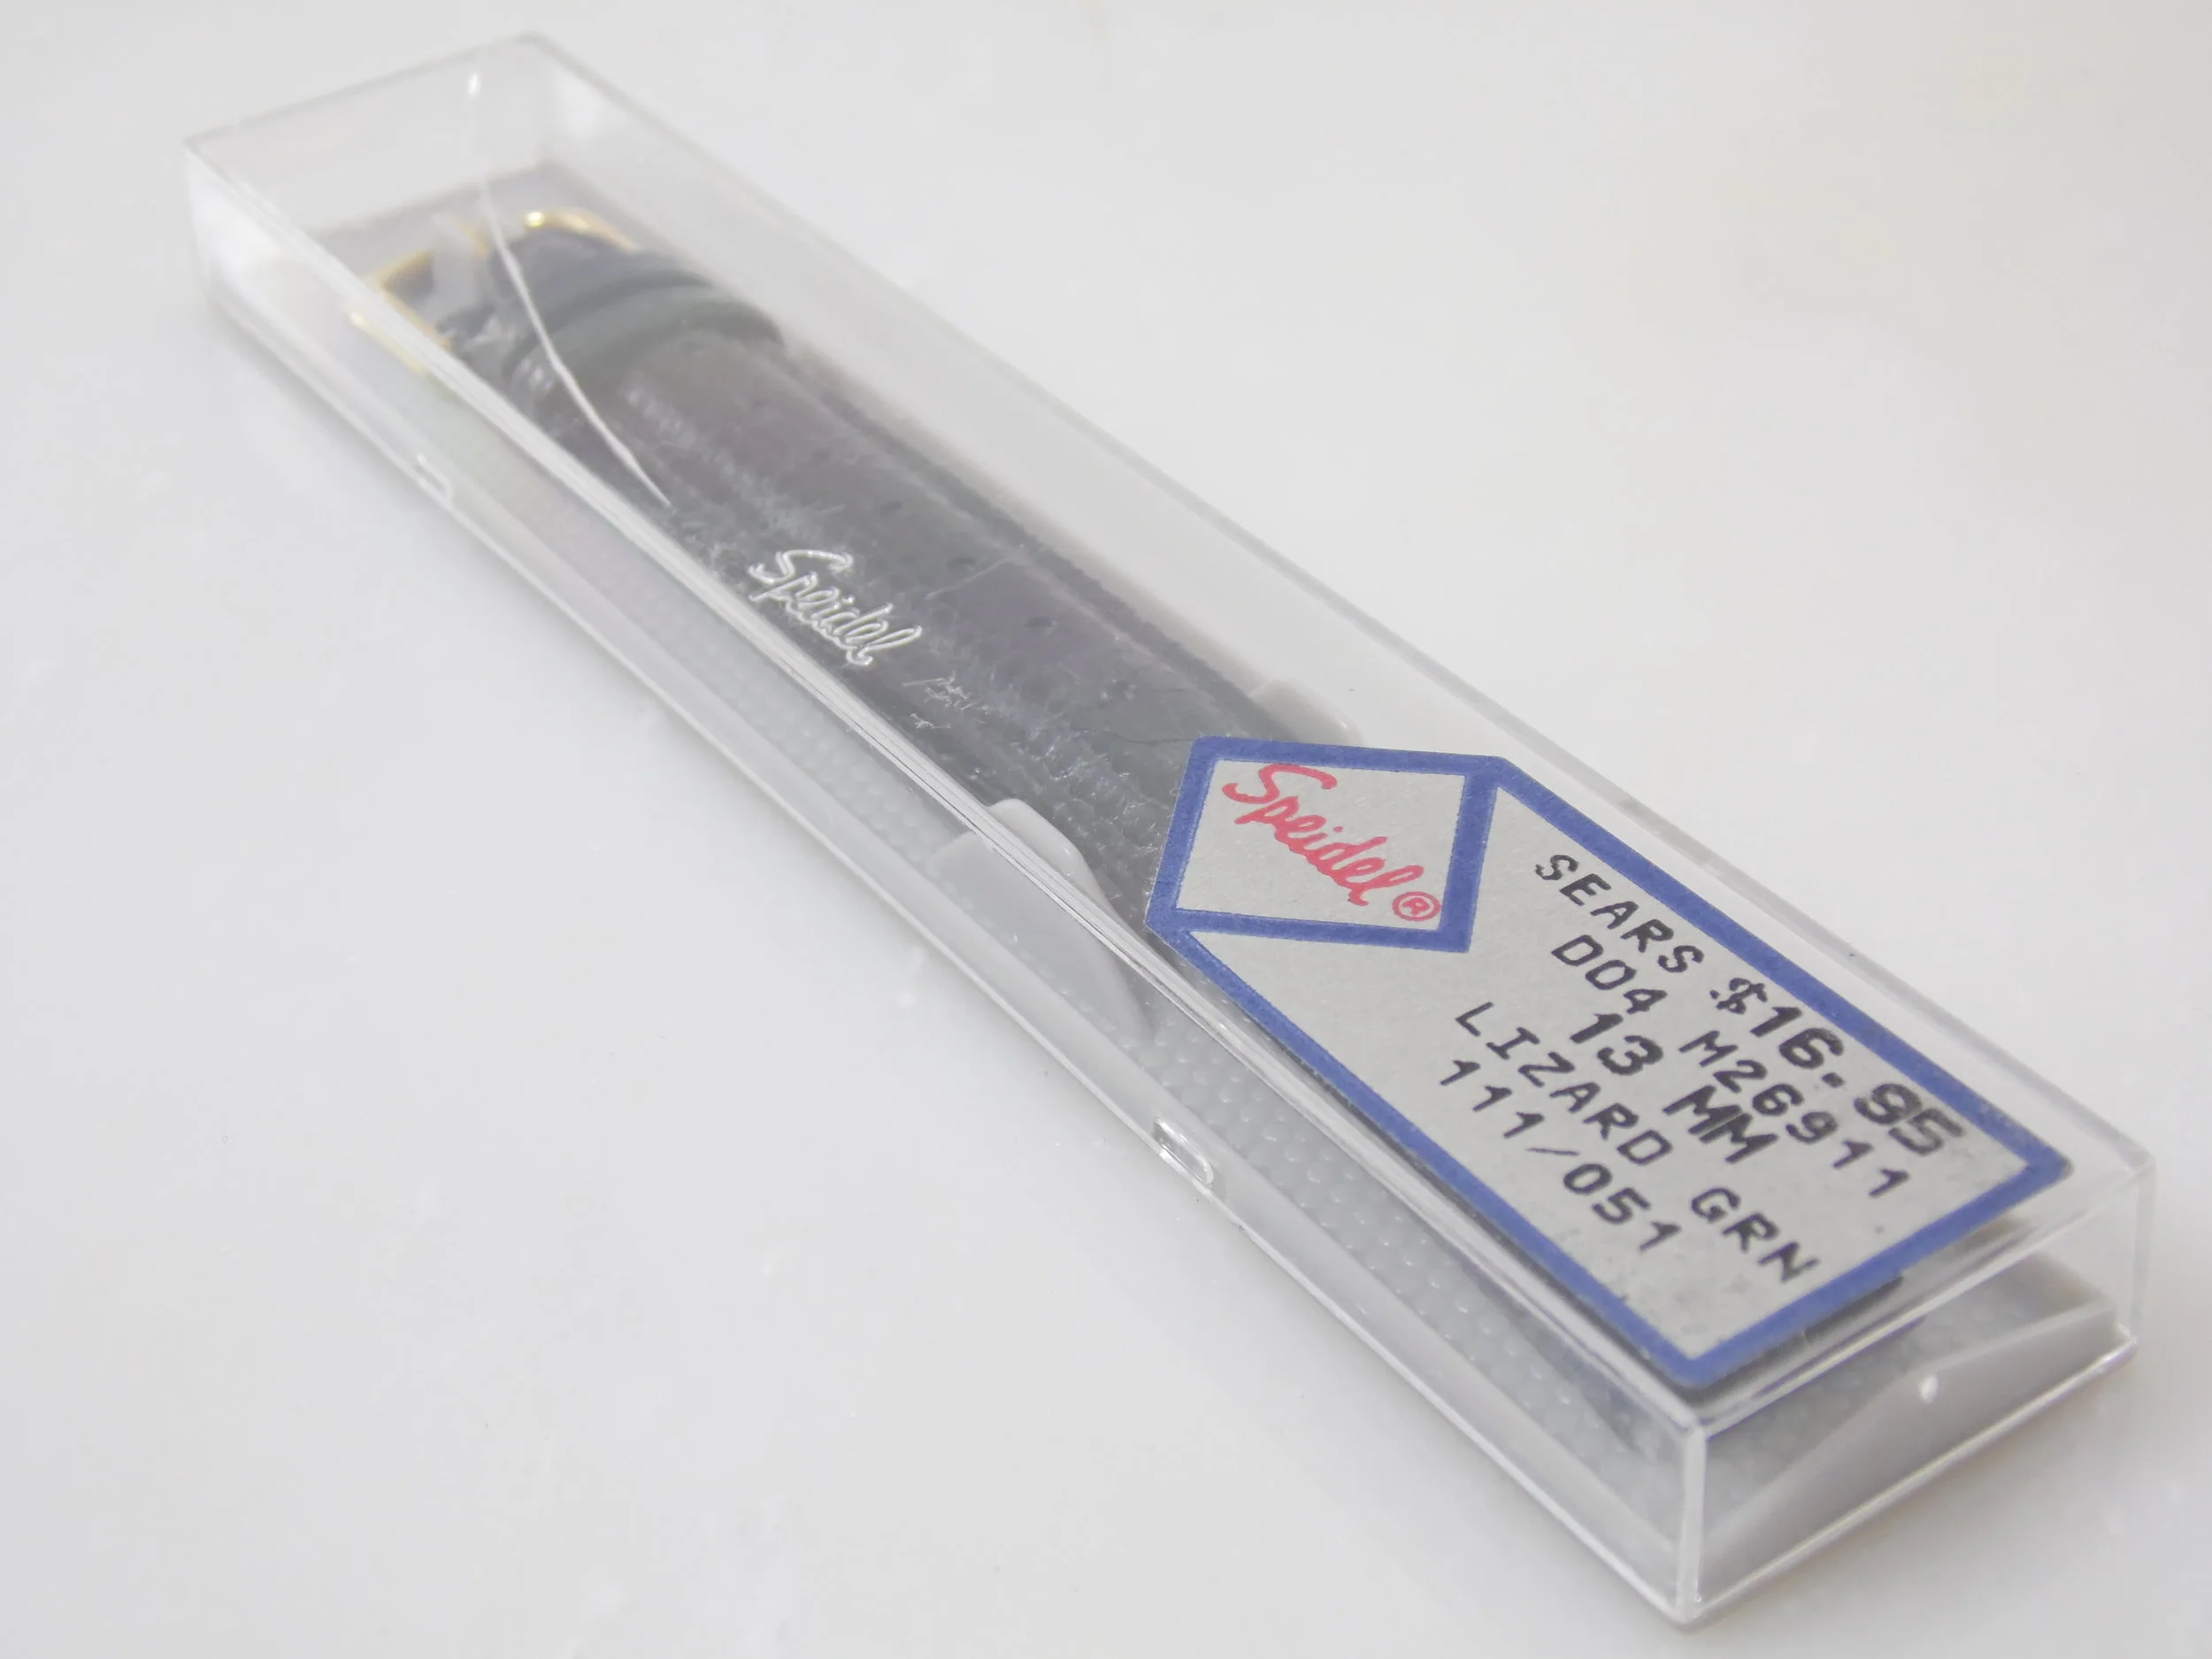 Speidel
Speidel®
SEARS $16.95
D04 M26911
13 MM
LIZARD GRN
111/051